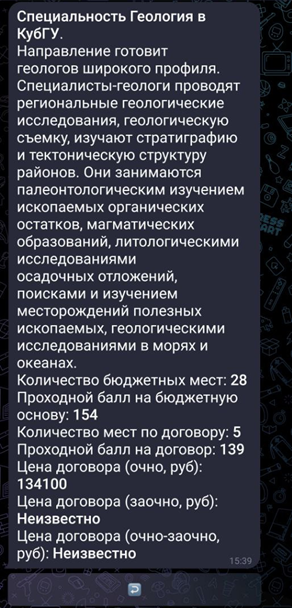 Специальность Геология в
КубГУ.
Направление готовит
геологов широкого профиля.
Специалисты-геологи проводят
региональные геологические
исследования, геологическую
съемку, изучают стратиграфию
и тектоническую структуру
районов. Они занимаются
палеонтологическим изучением
ископаемых органических
остатков, магматических
образований, литологическими
исследованиями
осадочных отложений,
поисками и изучением
месторождений полезных
ископаемых, геологическими
исследованиями в морях и
океанах.
Количество бюджетных мест: 28
Проходной балл на бюджетную
основу: 154
Количество мест по договору: 5
Проходной балл на договор: 139
Цена договора (очно, руб):
134100
Цена договора (заочно, руб):
Неизвестно
Цена договора (очно-заочно,
руб): Неизвестно
15:39